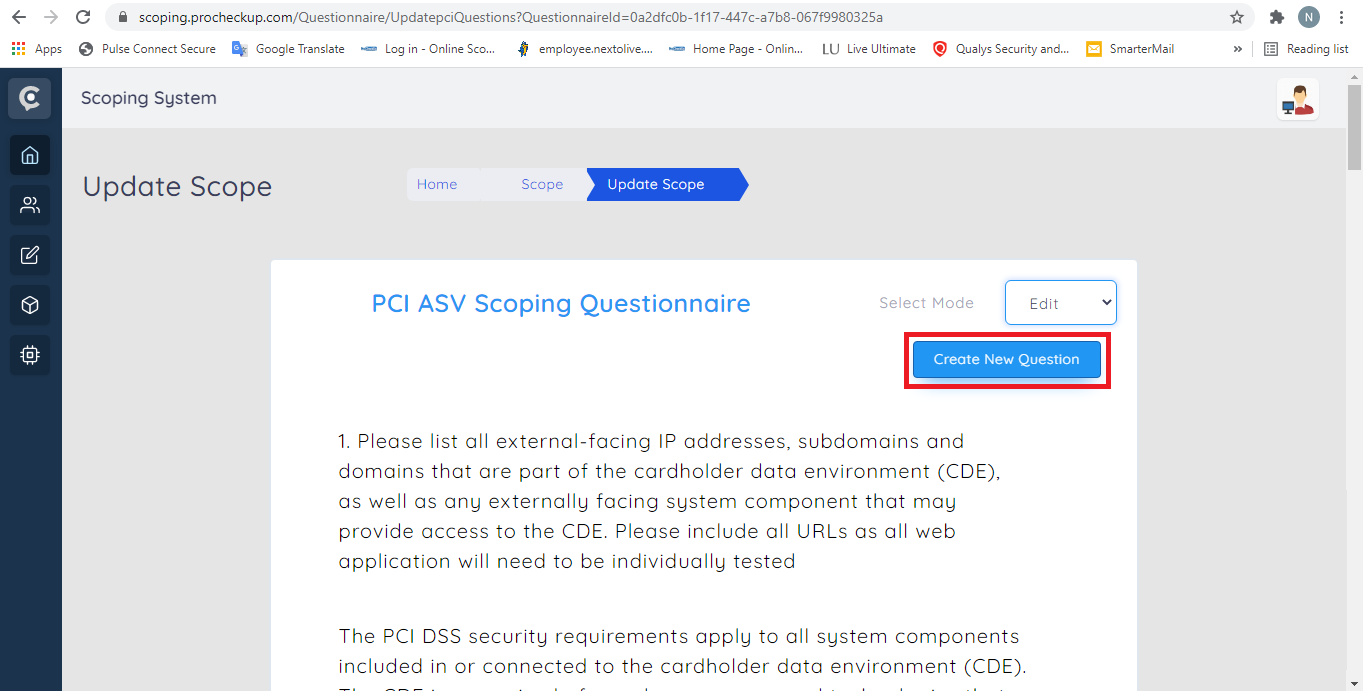 scoping.procheckup.com/Questionnaire/UpdatepciQuestions?QuestionnaireId=0a2dfc0b-1f17-447c-a7b8-067f9980325a
N
Apps Pulse Connect Secure Google Translate Log in - Online Sco... employee.nextolive.... Home Page - Onlin... LU Live Ultimate Qualys Security and... SmarterMail » Reading list
Scoping System
Update Scope Home Scope Update Scope
PCI ASV Scoping Questionnaire Select Mode Edit
Create New Question
1. Please list all external-facing IP addresses, subdomains and
domains that are part of the cardholder data environment (CDE),
as well as any externally facing system component that may
provide access to the CDE. Please include all URLs as all web
application will need to be individually tested
The PCI DSS security requirements apply to all system components
included in or connected to the cardholder data environment (CDE).